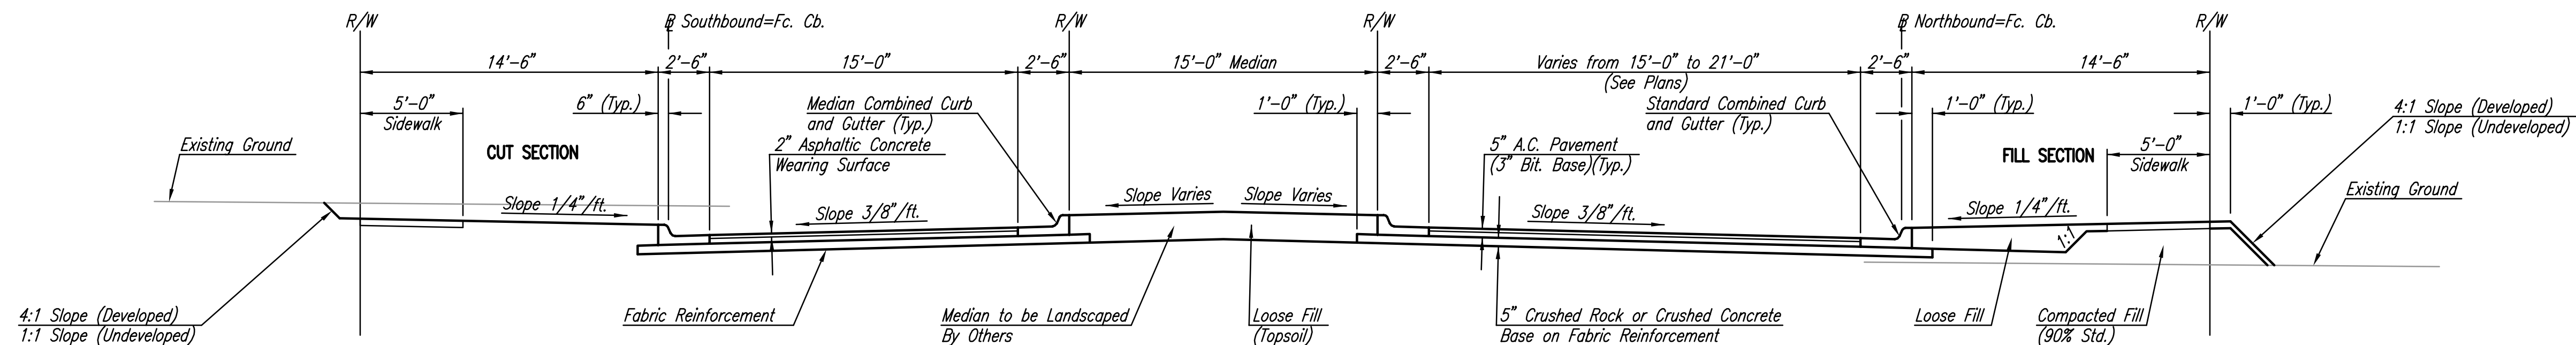 R/W
℄ Southbound=Fc. Cb.
R/W
R/W
℄ Northbound=Fc. Cb.
R/W
14'-6"
2'-6"
15'-0"
2'-6"
15'-0" Median
2'-6"
Varies from 15'-0" to 21'-0"
(See Plans)
2'-6"
14'-6"
5'-0"
Sidewalk
6" (Typ.)
Median Combined Curb
and Gutter (Typ.)
1'-0" (Typ.)
Standard Combined Curb
and Gutter (Typ.)
1'-0" (Typ.)
1'-0" (Typ.)
4:1 Slope (Developed)
1:1 Slope (Undeveloped)
Existing Ground
CUT SECTION
2" Asphaltic Concrete
Wearing Surface
5" A.C. Pavement
(3" Bit. Base)(Typ.)
FILL SECTION
5'-0"
Sidewalk
Existing Ground
Slope 1/4"/ft.
Slope 3/8"/ft.
Slope Varies
Slope Varies
Slope 3/8"/ft.
Slope 1/4"/ft.
1:1
4:1 Slope (Developed)
1:1 Slope (Undeveloped)
Fabric Reinforcement
Median to be Landscaped
By Others
Loose Fill
(Topsoil)
5" Crushed Rock or Crushed Concrete
Base on Fabric Reinforcement
Loose Fill
Compacted Fill
(90% Std.)